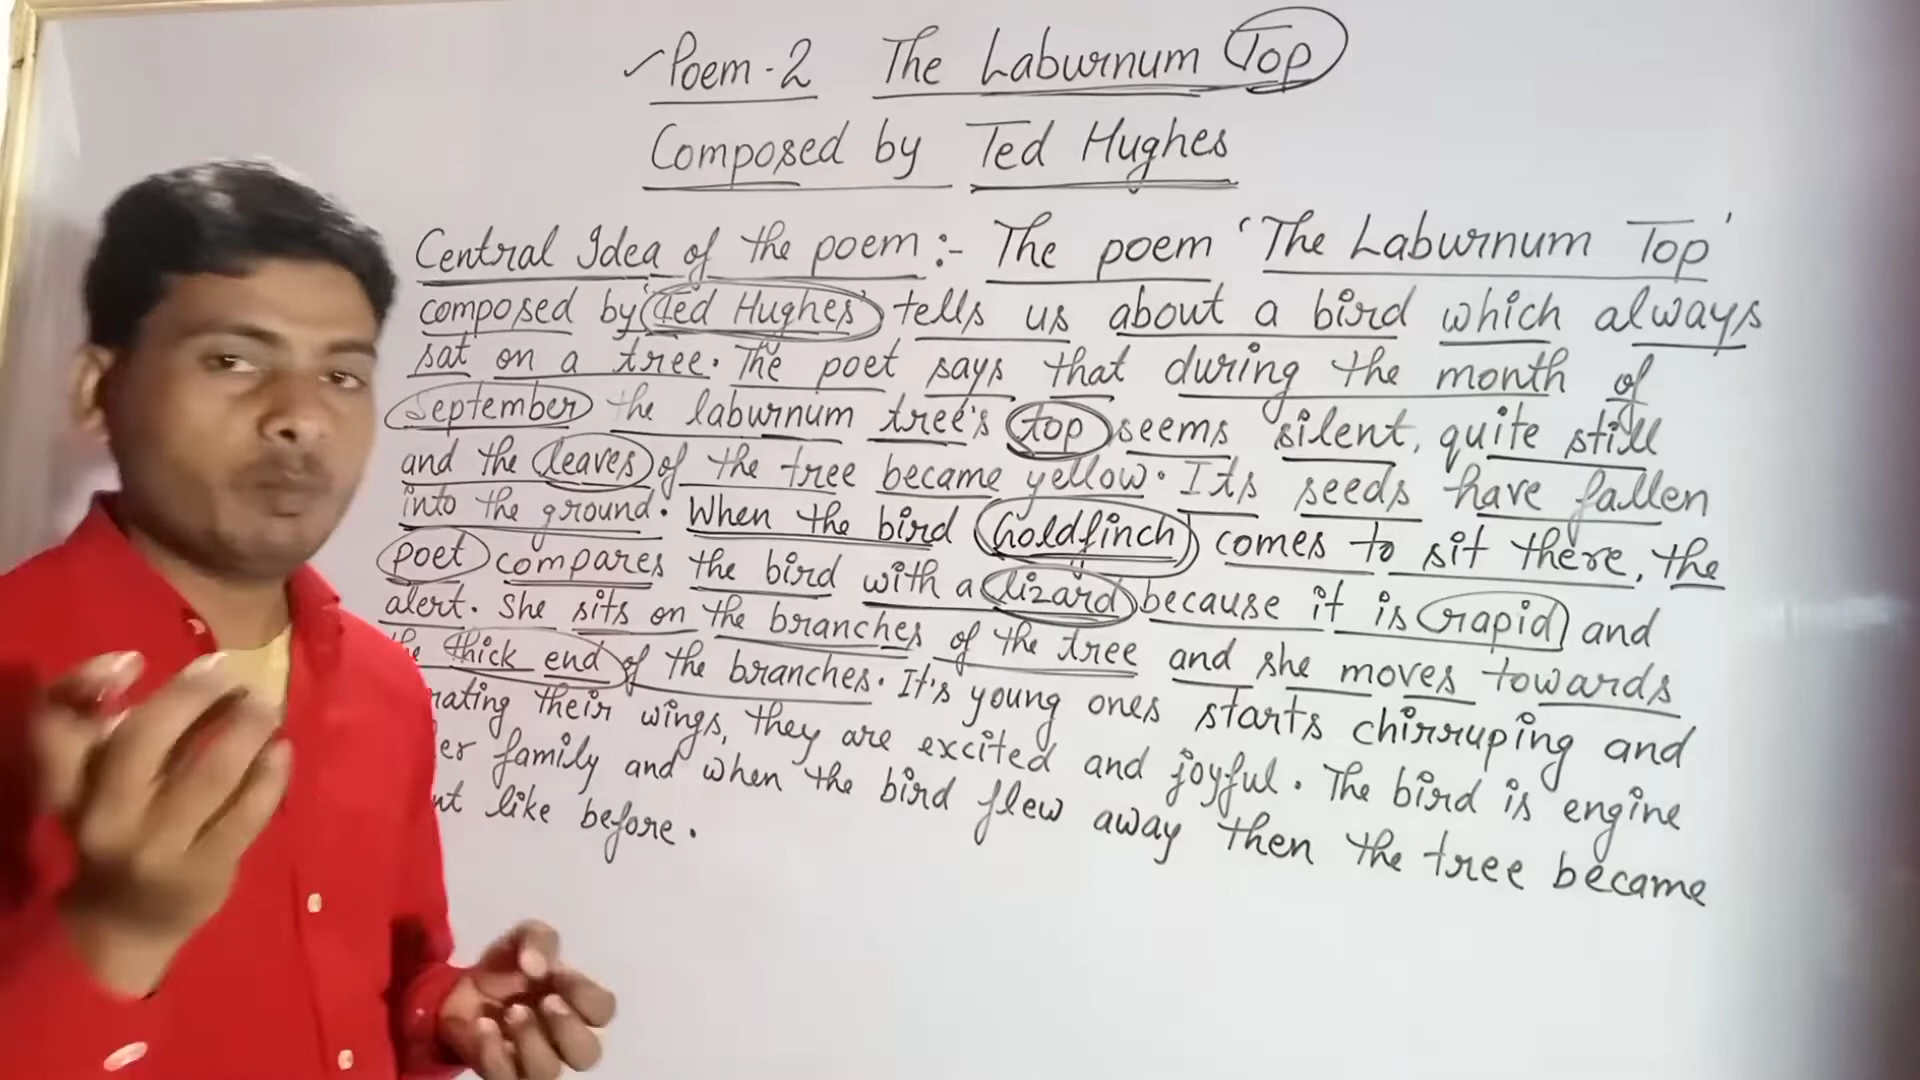 Poem-2 The Laburnum Top
Composed by Ted Hughes
Central Idea of the poem :- The poem 'The Laburnum Top'
composed by 'Ted Hughes' tells us about a bird which always
sat on a tree. The poet says that during the month of
September the laburnum tree's top seems silent, quite still
and the leaves of the tree became yellow. Its seeds have fallen
into the ground. When the bird Goldfinch comes to sit there, the
poet compares the bird with a lizard because it is rapid and
alert. She sits on the branches of the tree and she moves towards
the thick end of the branches. It's young ones starts chirruping and
rating their wings, they are excited and joyful. The bird is engine
er family and when the bird flew away then the tree became
nt like before.